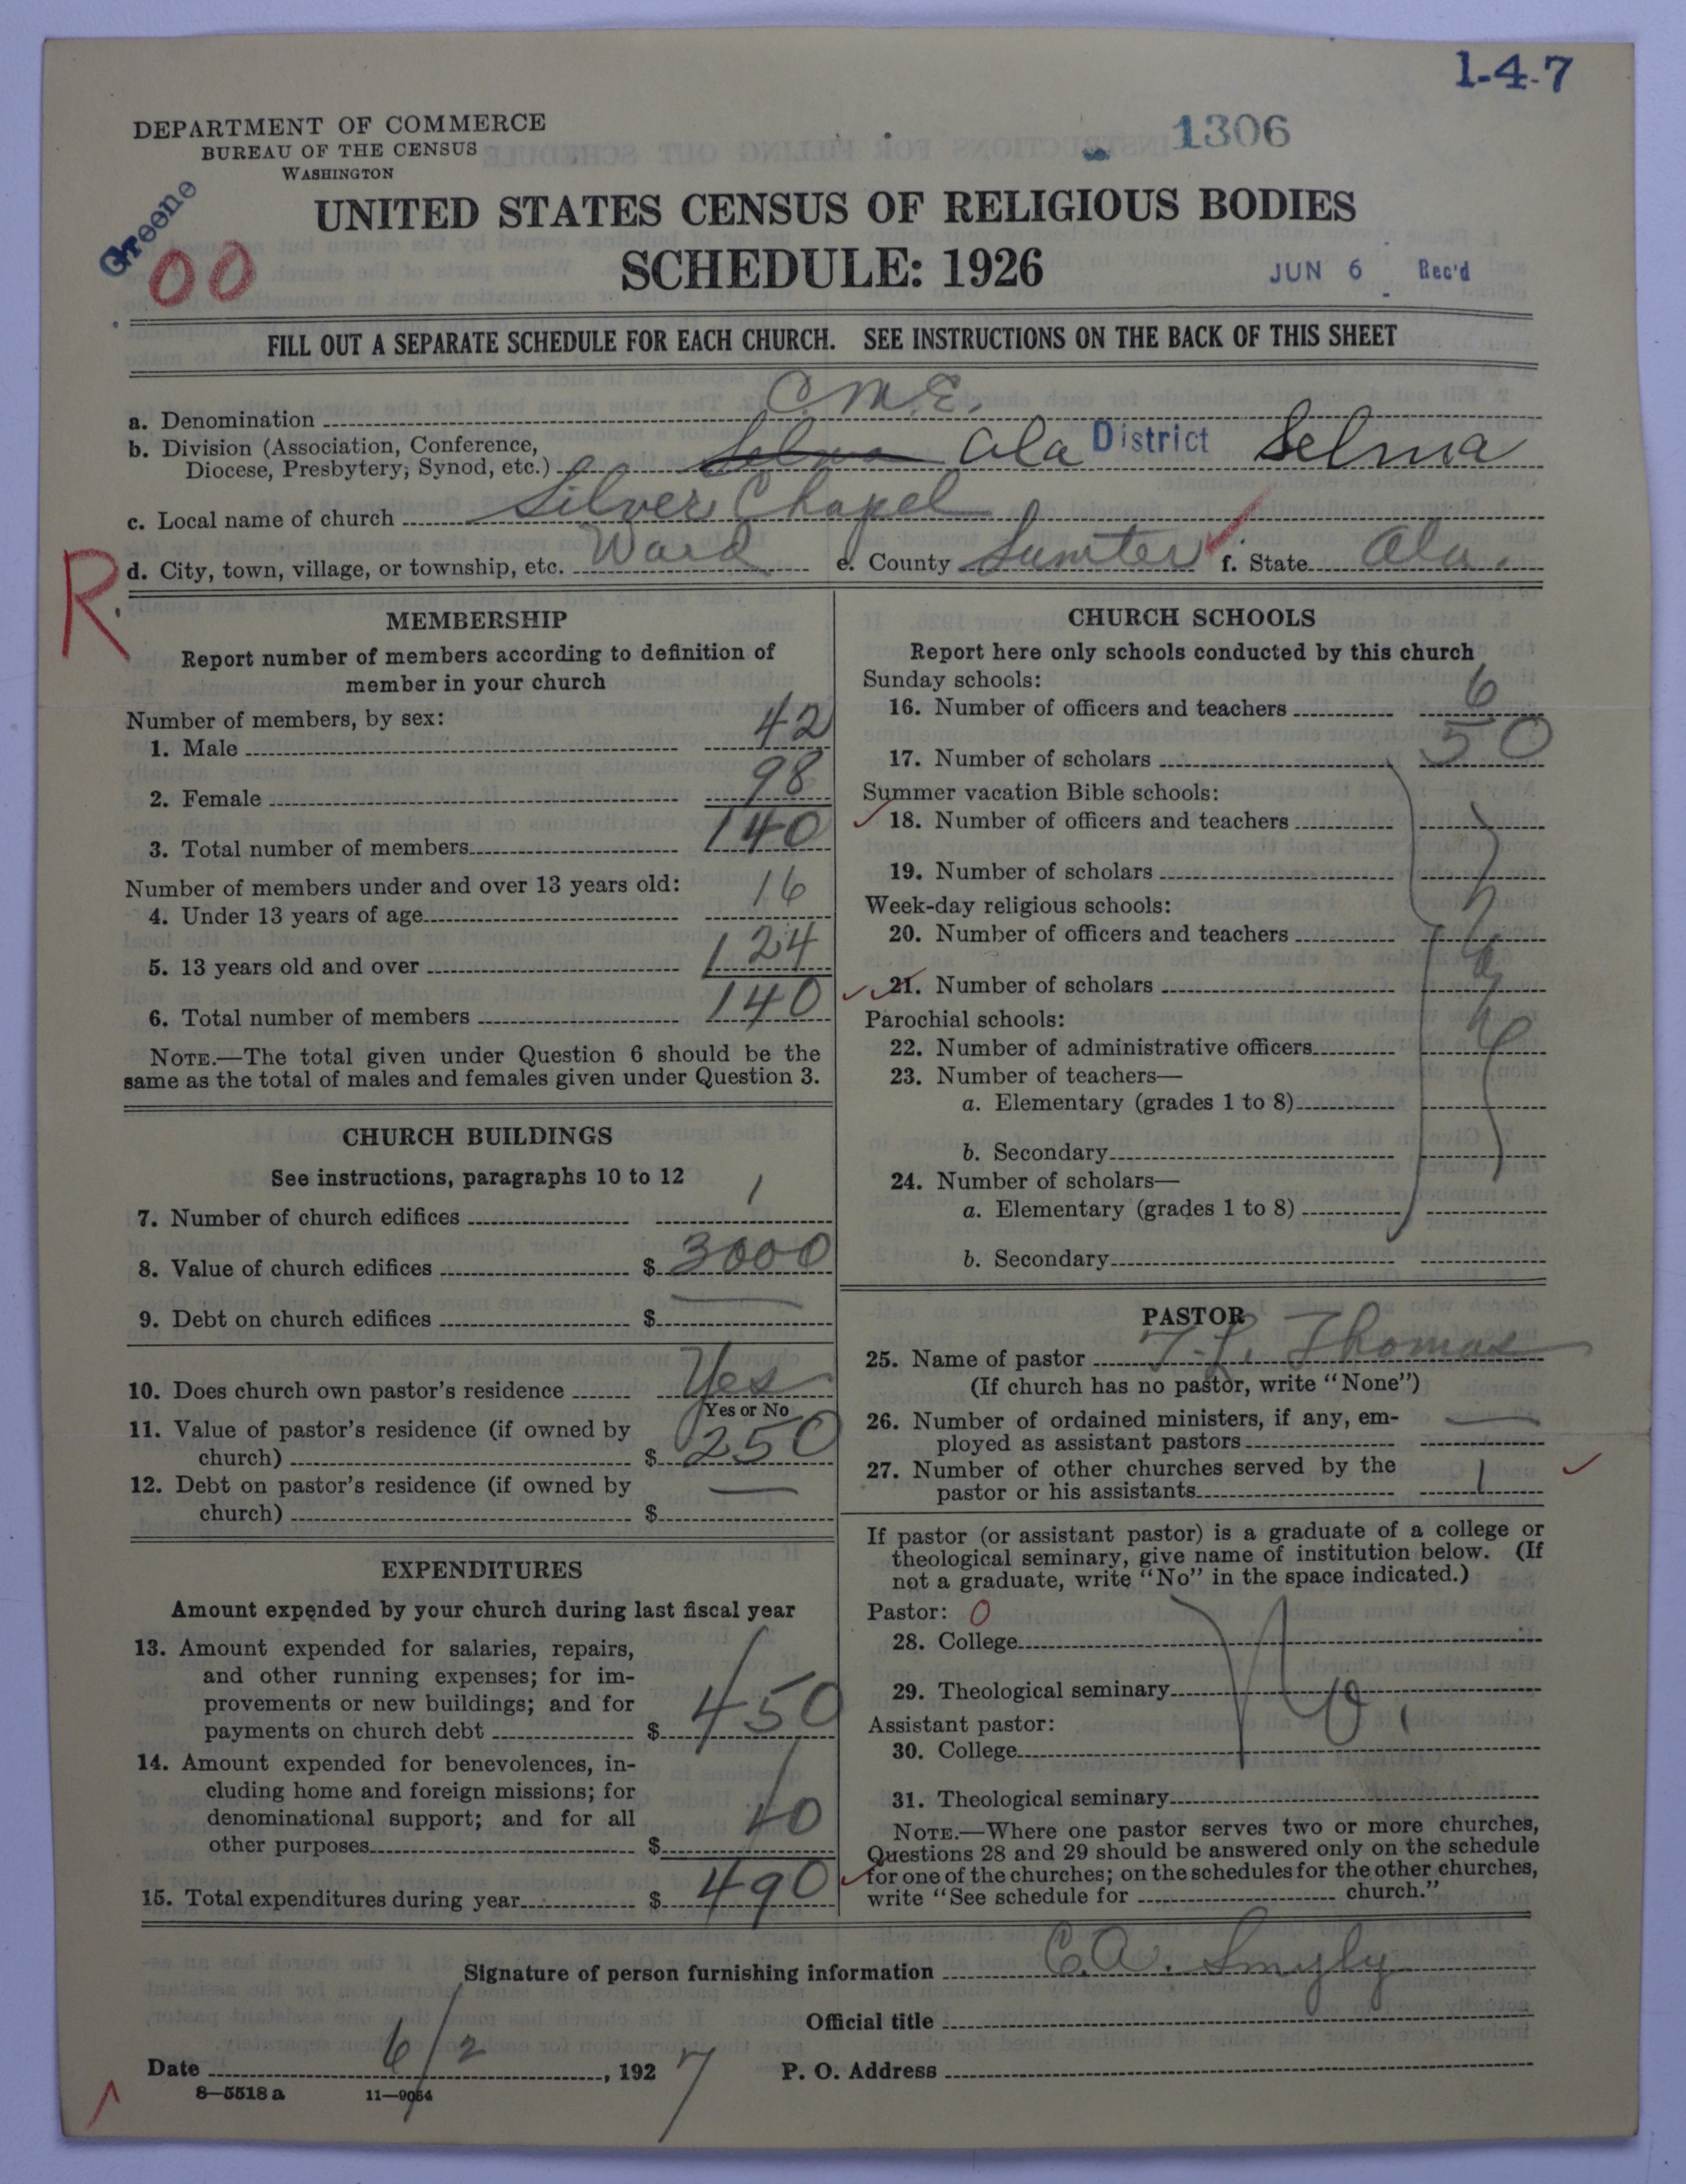 1-4-7
DEPARTMENT OF COMMERCE
BUREAU OF THE CENSUS
WASHINGTON
1306
Greene
00
UNITED STATES CENSUS OF RELIGIOUS BODIES
SCHEDULE: 1926
JUN 6 Rec'd
FILL OUT A SEPARATE SCHEDULE FOR EACH CHURCH. SEE INSTRUCTIONS ON THE BACK OF THIS SHEET
a. Denomination C.M.E.
b. Division (Association, Conference,
Diocese, Presbytery, Synod, etc.) Selma Ala District Selma
c. Local name of church Silver Chapel
R.
d. City, town, village, or township, etc. Ward e. County Sumter f. State Ala.
MEMBERSHIP
Report number of members according to definition of
member in your church
Number of members, by sex:
1. Male 42
2. Female 98
3. Total number of members 140
Number of members under and over 13 years old:
4. Under 13 years of age 16
5. 13 years old and over 124
6. Total number of members 140
NOTE.—The total given under Question 6 should be the
same as the total of males and females given under Question 3.
CHURCH BUILDINGS
See instructions, paragraphs 10 to 12
7. Number of church edifices 1
8. Value of church edifices $ 3000
9. Debt on church edifices $ —
10. Does church own pastor's residence Yes
Yes or No
11. Value of pastor's residence (if owned by
church) $ 250
12. Debt on pastor's residence (if owned by
church) $ —
EXPENDITURES
Amount expended by your church during last fiscal year
13. Amount expended for salaries, repairs,
and other running expenses; for im-
provements or new buildings; and for
payments on church debt $ 450
14. Amount expended for benevolences, in-
cluding home and foreign missions; for
denominational support; and for all
other purposes $ 40
15. Total expenditures during year $ 490
CHURCH SCHOOLS
Report here only schools conducted by this church
Sunday schools:
16. Number of officers and teachers 6
17. Number of scholars 50
Summer vacation Bible schools:
18. Number of officers and teachers
19. Number of scholars
Week-day religious schools:
20. Number of officers and teachers
21. Number of scholars
Parochial schools:
22. Number of administrative officers
23. Number of teachers—
a. Elementary (grades 1 to 8)
b. Secondary
24. Number of scholars—
a. Elementary (grades 1 to 8)
b. Secondary
PASTOR
25. Name of pastor T. L. Thomas
(If church has no pastor, write "None")
26. Number of ordained ministers, if any, em-
ployed as assistant pastors —
27. Number of other churches served by the
pastor or his assistants 1
If pastor (or assistant pastor) is a graduate of a college or
theological seminary, give name of institution below. (If
not a graduate, write "No" in the space indicated.)
Pastor: 0
28. College
29. Theological seminary No.
Assistant pastor:
30. College
31. Theological seminary
NOTE.—Where one pastor serves two or more churches,
Questions 28 and 29 should be answered only on the schedule
for one of the churches; on the schedules for the other churches,
write "See schedule for church."
Signature of person furnishing information C.A. Smyly
Official title
Date 6/2, 1927 P. O. Address
8—5518 a 11—9064